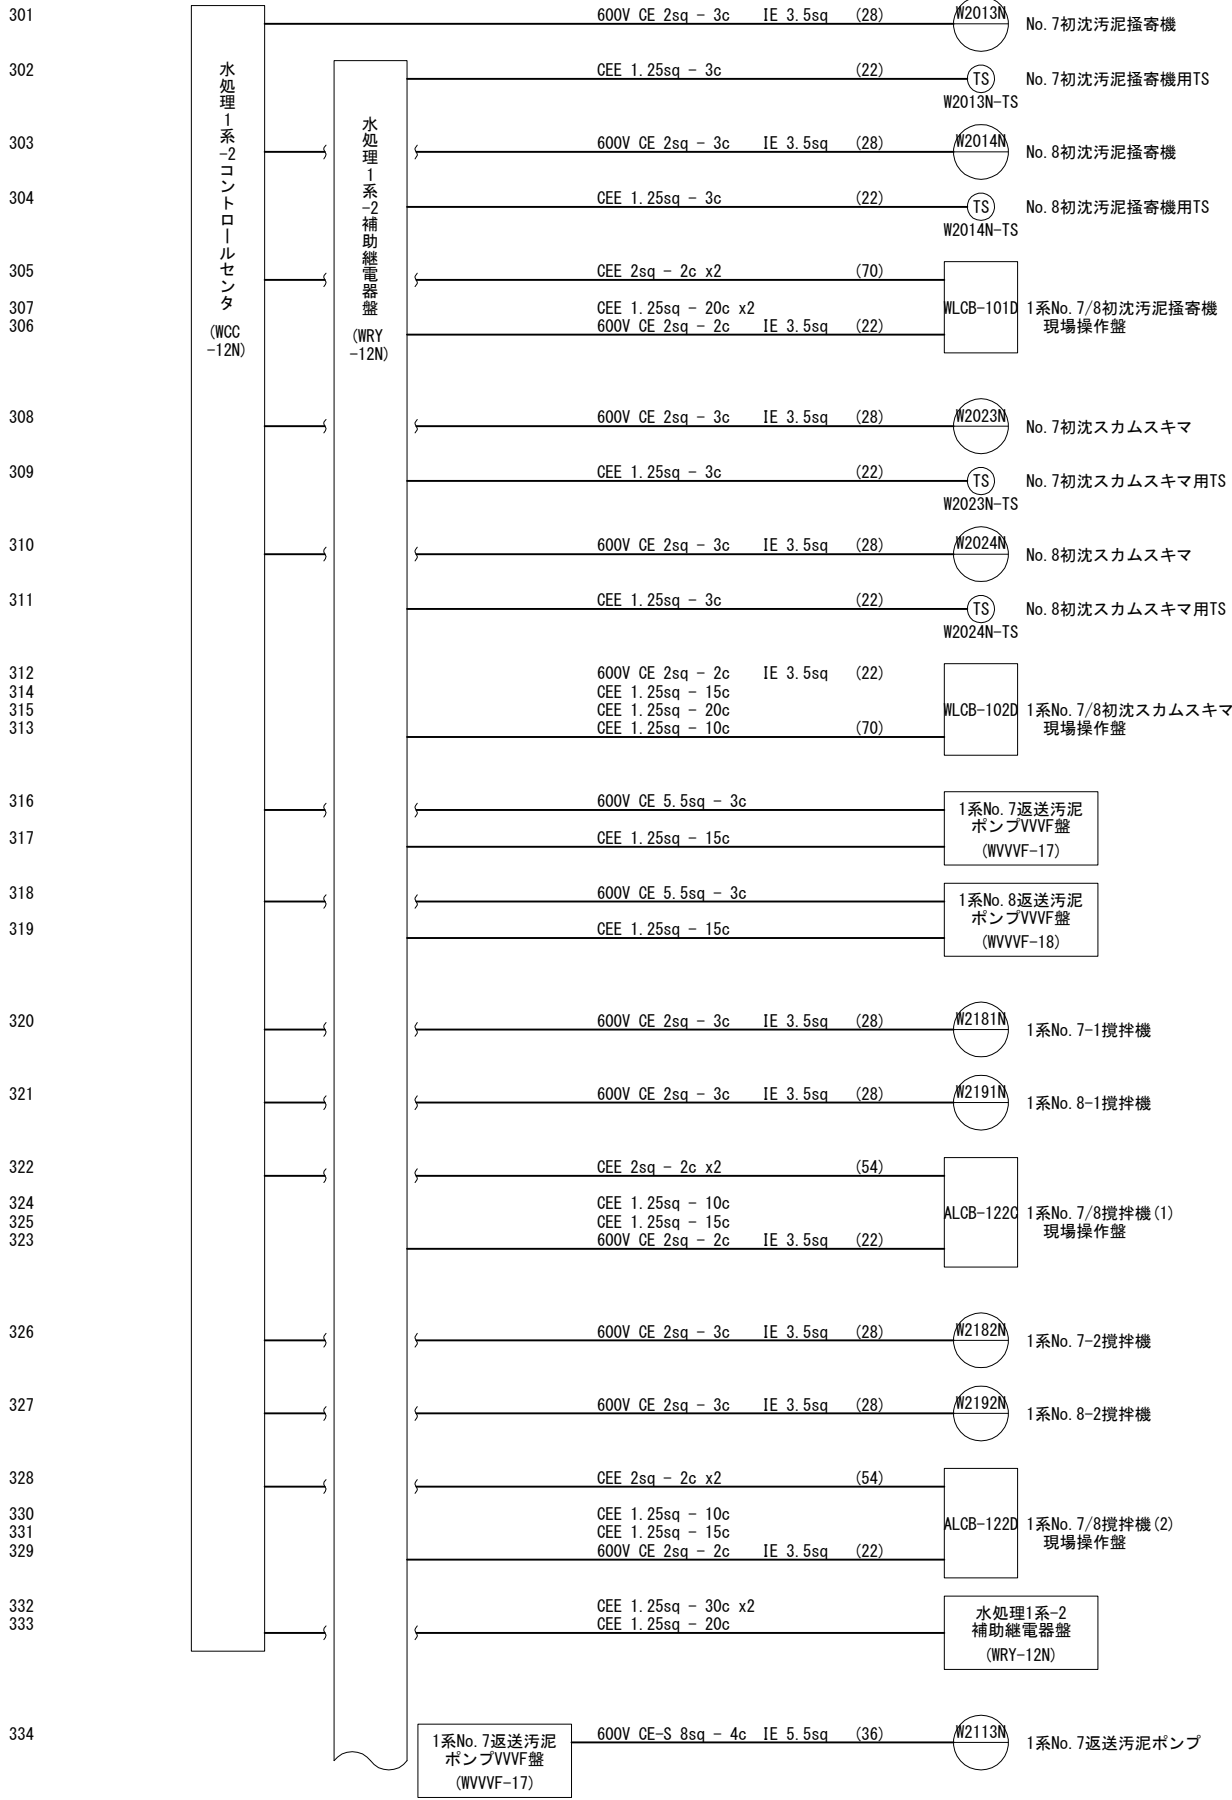 301 600V CE 2sq - 3c IE 3.5sq (28) W2013N No.7初沈汚泥掻寄機
水処理1系-2コントロールセンタ
(WCC
-12N)
水処理1系-2補助継電器盤
(WRY
-12N)
302 CEE 1.25sq - 3c (22) TS No.7初沈汚泥掻寄機用TS
W2013N-TS
303 600V CE 2sq - 3c IE 3.5sq (28) W2014N No.8初沈汚泥掻寄機
304 CEE 1.25sq - 3c (22) TS No.8初沈汚泥掻寄機用TS
W2014N-TS
305 CEE 2sq - 2c x2 (70)
307 CEE 1.25sq - 20c x2 WLCB-101D 1系No.7/8初沈汚泥掻寄機
306 600V CE 2sq - 2c IE 3.5sq (22) 現場操作盤
308 600V CE 2sq - 3c IE 3.5sq (28) W2023N No.7初沈スカムスキマ
309 CEE 1.25sq - 3c (22) TS No.7初沈スカムスキマ用TS
W2023N-TS
310 600V CE 2sq - 3c IE 3.5sq (28) W2024N No.8初沈スカムスキマ
311 CEE 1.25sq - 3c (22) TS No.8初沈スカムスキマ用TS
W2024N-TS
312 600V CE 2sq - 2c IE 3.5sq (22)
314 CEE 1.25sq - 15c
315 CEE 1.25sq - 20c WLCB-102D 1系No.7/8初沈スカムスキマ
313 CEE 1.25sq - 10c (70) 現場操作盤
316 600V CE 5.5sq - 3c 1系No.7返送汚泥
ポンプVVVF盤
317 CEE 1.25sq - 15c (WVVVF-17)
318 600V CE 5.5sq - 3c 1系No.8返送汚泥
ポンプVVVF盤
319 CEE 1.25sq - 15c (WVVVF-18)
320 600V CE 2sq - 3c IE 3.5sq (28) W2181N 1系No.7-1撹拌機
321 600V CE 2sq - 3c IE 3.5sq (28) W2191N 1系No.8-1撹拌機
322 CEE 2sq - 2c x2 (54)
324 CEE 1.25sq - 10c
325 CEE 1.25sq - 15c ALCB-122C 1系No.7/8撹拌機(1)
323 600V CE 2sq - 2c IE 3.5sq (22) 現場操作盤
326 600V CE 2sq - 3c IE 3.5sq (28) W2182N 1系No.7-2撹拌機
327 600V CE 2sq - 3c IE 3.5sq (28) W2192N 1系No.8-2撹拌機
328 CEE 2sq - 2c x2 (54)
330 CEE 1.25sq - 10c
331 CEE 1.25sq - 15c ALCB-122D 1系No.7/8撹拌機(2)
329 600V CE 2sq - 2c IE 3.5sq (22) 現場操作盤
332 CEE 1.25sq - 30c x2 水処理1系-2
333 CEE 1.25sq - 20c 補助継電器盤
(WRY-12N)
334 1系No.7返送汚泥 600V CE-S 8sq - 4c IE 5.5sq (36) W2113N 1系No.7返送汚泥ポンプ
ポンプVVVF盤
(WVVVF-17)